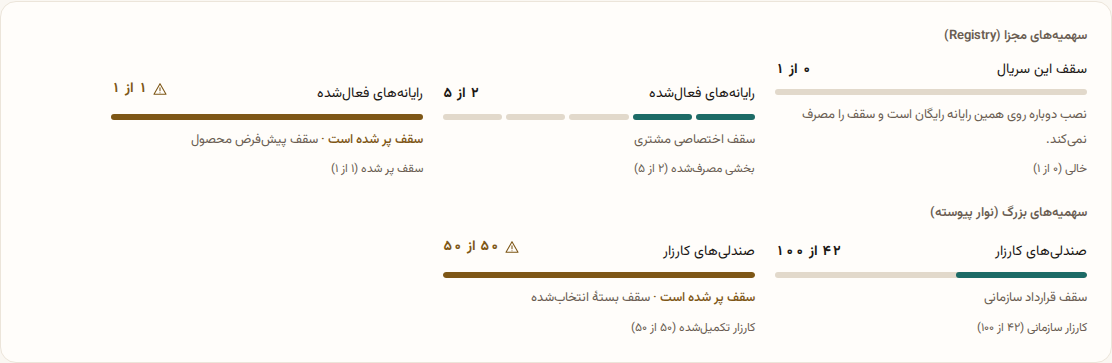 سهمیه‌های مجزا (Registry)
سقف این سریال
۰ از ۱
نصب دوباره روی همین رایانه رایگان است و سقف را مصرف
نمی‌کند.
خالی (۰ از ۱)
رایانه‌های فعال‌شده
۲ از ۵
سقف اختصاصی مشتری
بخشی مصرف‌شده (۲ از ۵)
رایانه‌های فعال‌شده
۱ از ۱
سقف پر شده است · سقف پیش‌فرض محصول
سقف پر شده (۱ از ۱)
سهمیه‌های بزرگ (نوار پیوسته)
صندلی‌های کارزار
۴۲ از ۱۰۰
سقف قرارداد سازمانی
کارزار سازمانی (۴۲ از ۱۰۰)
صندلی‌های کارزار
۵۰ از ۵۰
سقف پر شده است · سقف بستهٔ انتخاب‌شده
کارزار تکمیل‌شده (۵۰ از ۵۰)